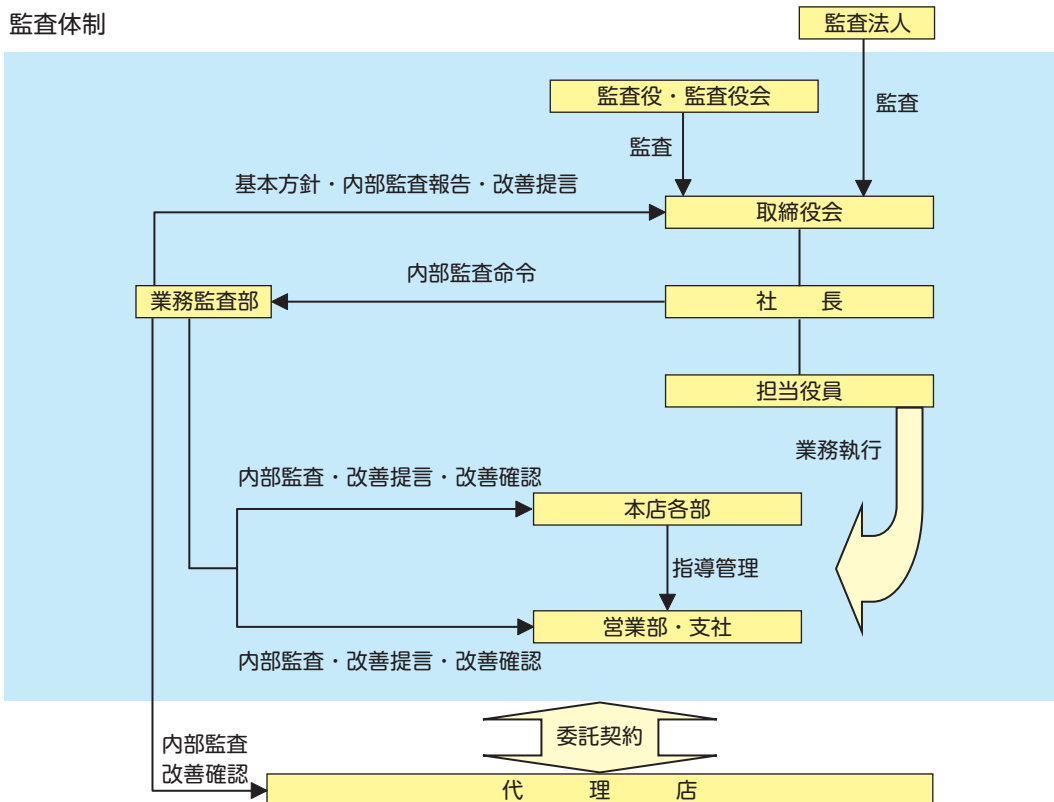 監査体制
監査法人
監査役・監査役会
監査
監査
基本方針・内部監査報告・改善提言
取締役会
内部監査命令
業務監査部
社　長
担当役員
業務執行
内部監査・改善提言・改善確認
本店各部
指導管理
営業部・支社
内部監査・改善提言・改善確認
委託契約
内部監査
改善確認
代　理　店